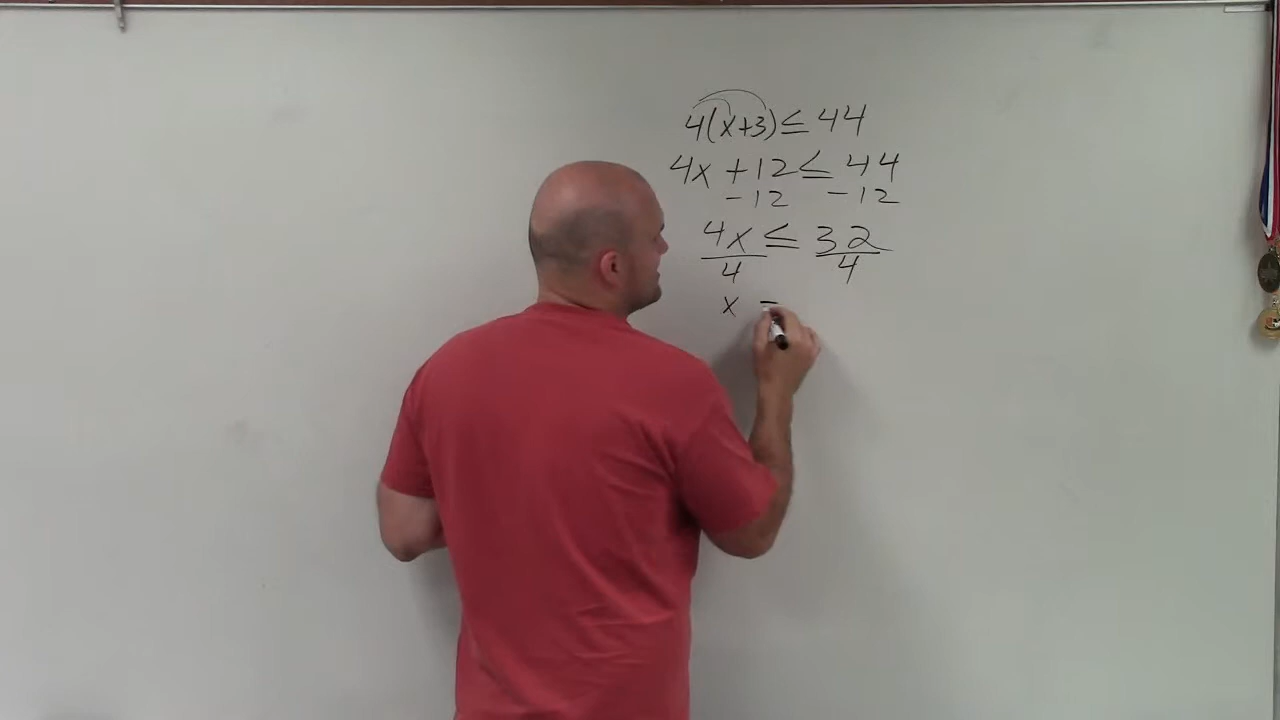 4(x+3) ≤ 44
4x + 12 ≤ 44
- 12 - 12
4x ≤ 32
4 4
x